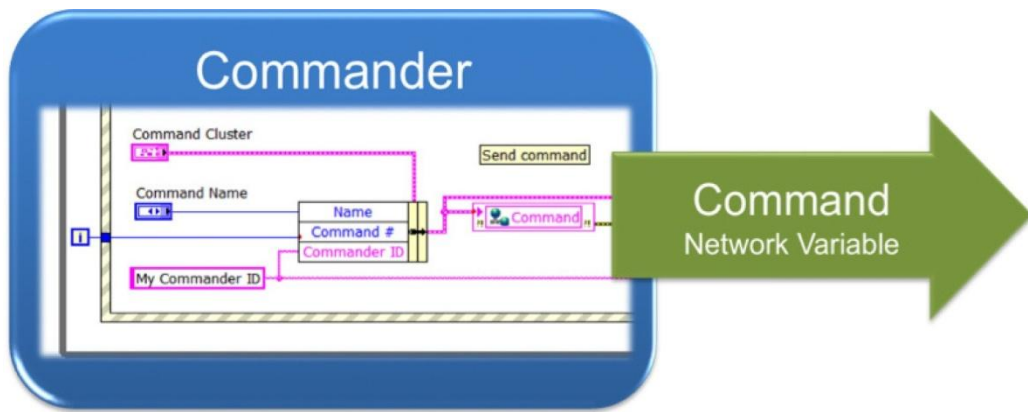 Commander
Command Cluster
Send command
Command Name
Name
Command #
Commander ID
Command
i
My Commander ID
Command
Network Variable